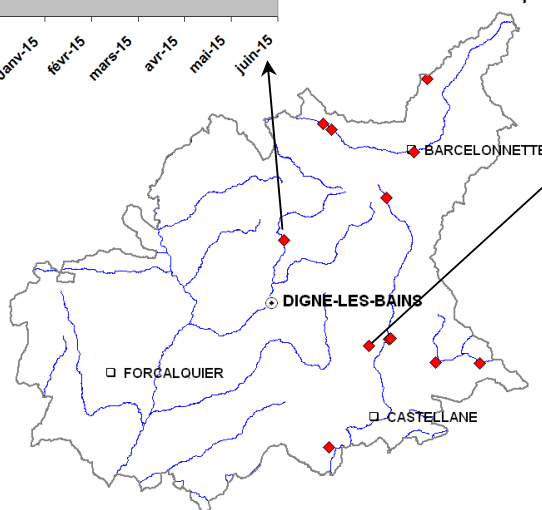 Janv-15
févr-15
mars-15
avr-15
mai-15
juin-15
BARCELONNETTE
DIGNE-LES-BAINS
FORCALQUIER
CASTELLANE